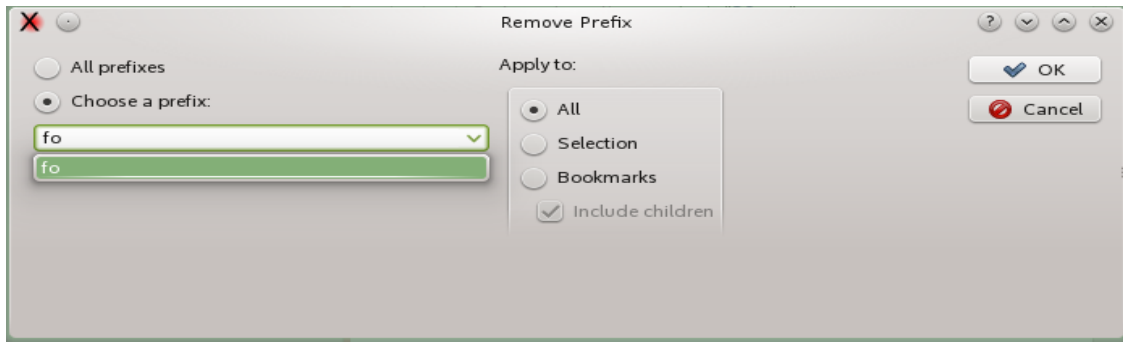 Remove Prefix
All prefixes
Choose a prefix:
fo
fo
Apply to:
All
Selection
Bookmarks
Include children
OK
Cancel